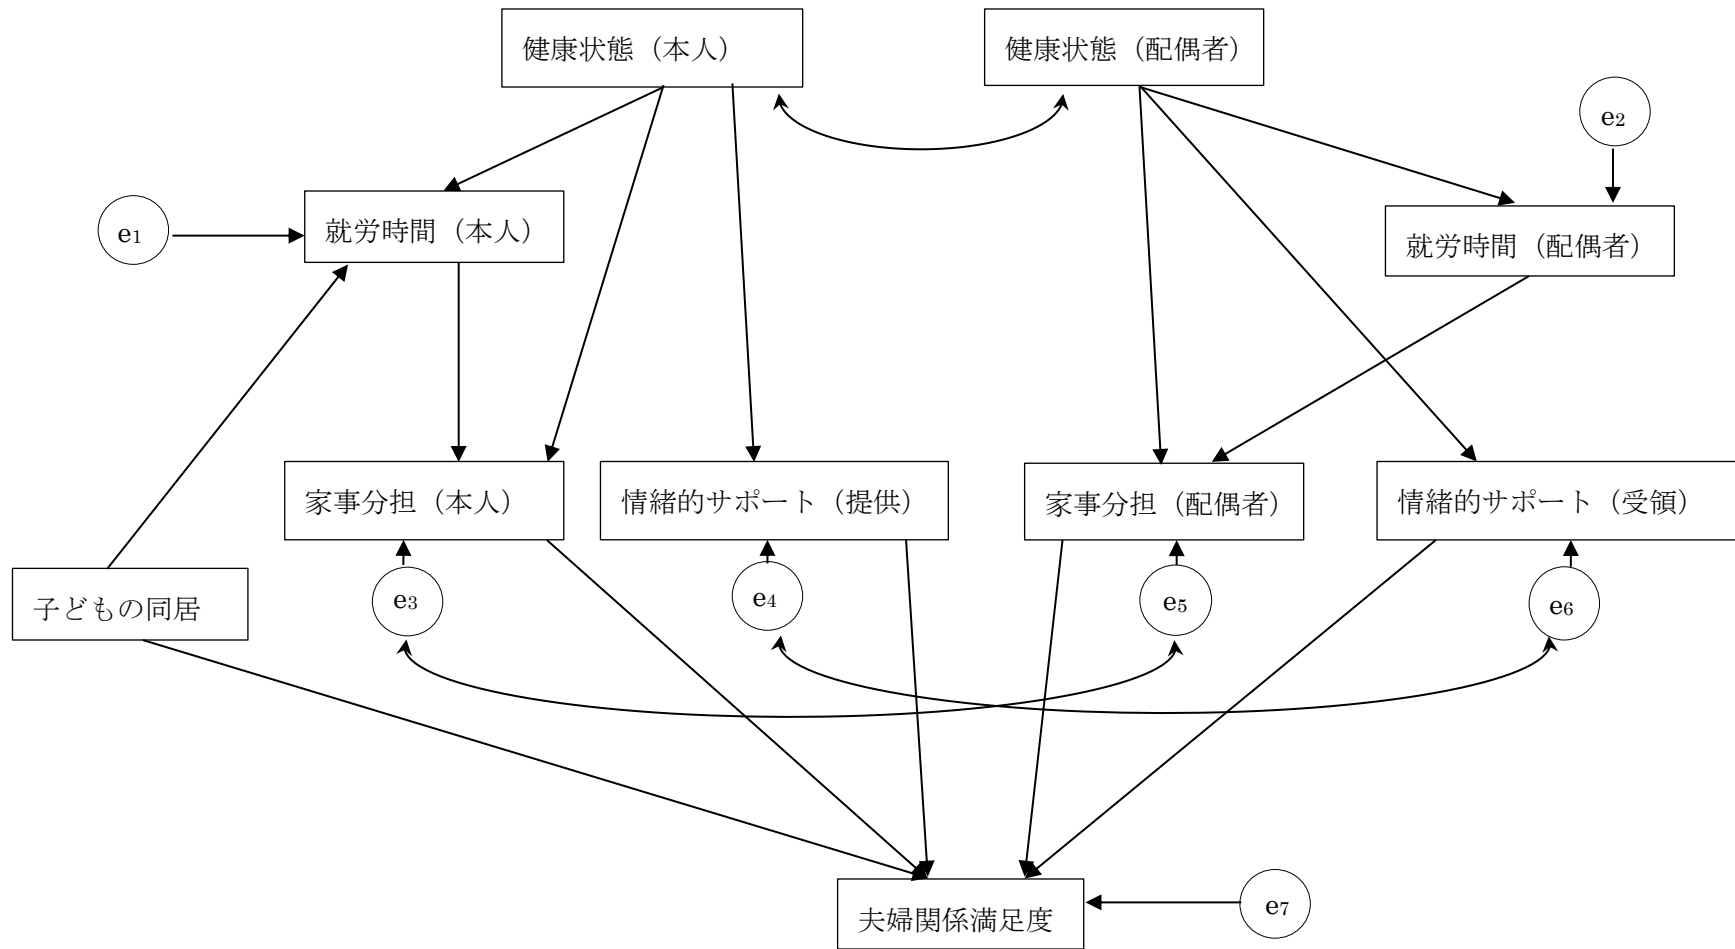 健康状態（本人）
健康状態（配偶者）
e2
e1
就労時間（本人）
就労時間（配偶者）
家事分担（本人）
情緒的サポート（提供）
家事分担（配偶者）
情緒的サポート（受領）
子どもの同居
e3
e4
e5
e6
夫婦関係満足度
e7